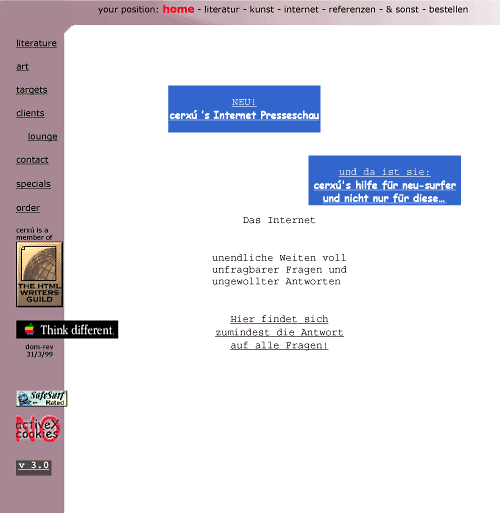 your position: home - literatur - kunst - internet - referenzen - & sonst - bestellen
literature
art
targets
clients
lounge
contact
specials
order
cerxú is a
member of
THE HTML
WRITERS
GUILD
Think different.
dom-rev
31/3/99
SafeSurf
Rated
NO
activeX
cookies
v 3.0
NEU!
cerxú 's Internet Presseschau
und da ist sie:
cerxú's hilfe für neu-surfer
und nicht nur für diese...
Das Internet
unendliche Weiten voll
unfragbarer Fragen und
ungewollter Antworten
Hier findet sich
zumindest die Antwort
auf alle Fragen!